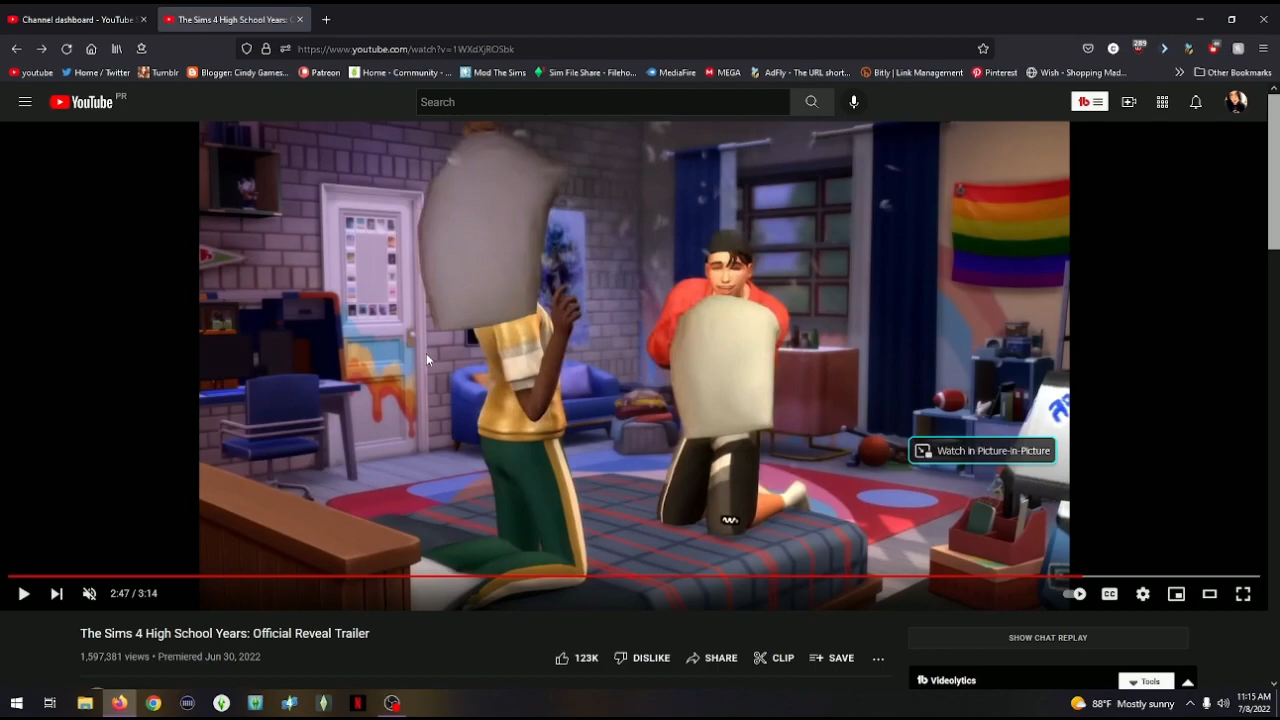 Channel dashboard - YouTube
The Sims 4 High School Years:
https://www.youtube.com/watch?v=1WXdXjROSbk
289
youtube
Home / Twitter
Tumblr
Blogger: Cindy Games...
Patreon
Home - Community - ...
Mod The Sims
Sim File Share - Fileho...
MediaFire
MEGA
AdFly - The URL short...
Bitly | Link Management
Pinterest
Wish - Shopping Mad...
Other Bookmarks
YouTube PR
Search
Watch in Picture-in-Picture
2:47 / 3:14
CC
The Sims 4 High School Years: Official Reveal Trailer
SHOW CHAT REPLAY
1,597,381 views • Premiered Jun 30, 2022
123K
DISLIKE
SHARE
CLIP
SAVE
Videolytics
Tools
88°F Mostly sunny
11:15 AM
7/8/2022